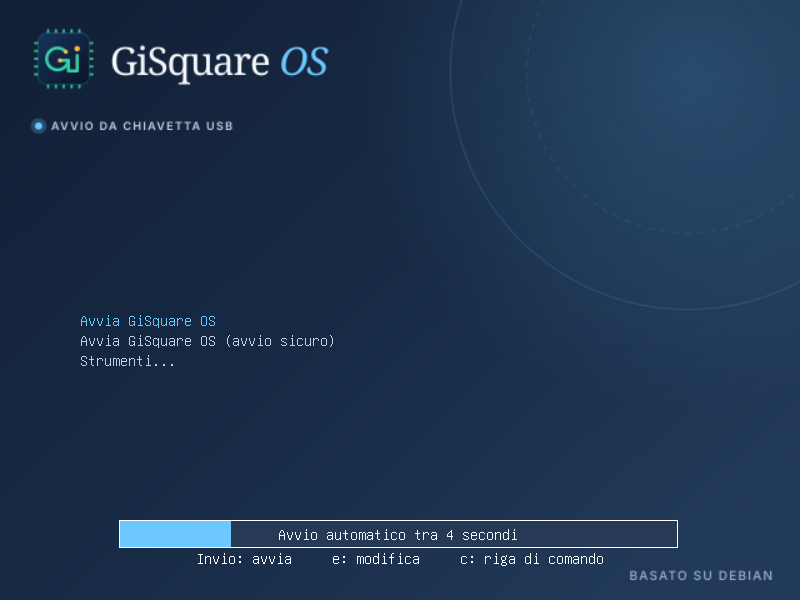 Gi
GiSquare OS
AVVIO DA CHIAVETTA USB
Avvia GiSquare OS
Avvia GiSquare OS (avvio sicuro)
Strumenti...
Avvio automatico tra 4 secondi
Invio: avvia e: modifica c: riga di comando
BASATO SU DEBIAN